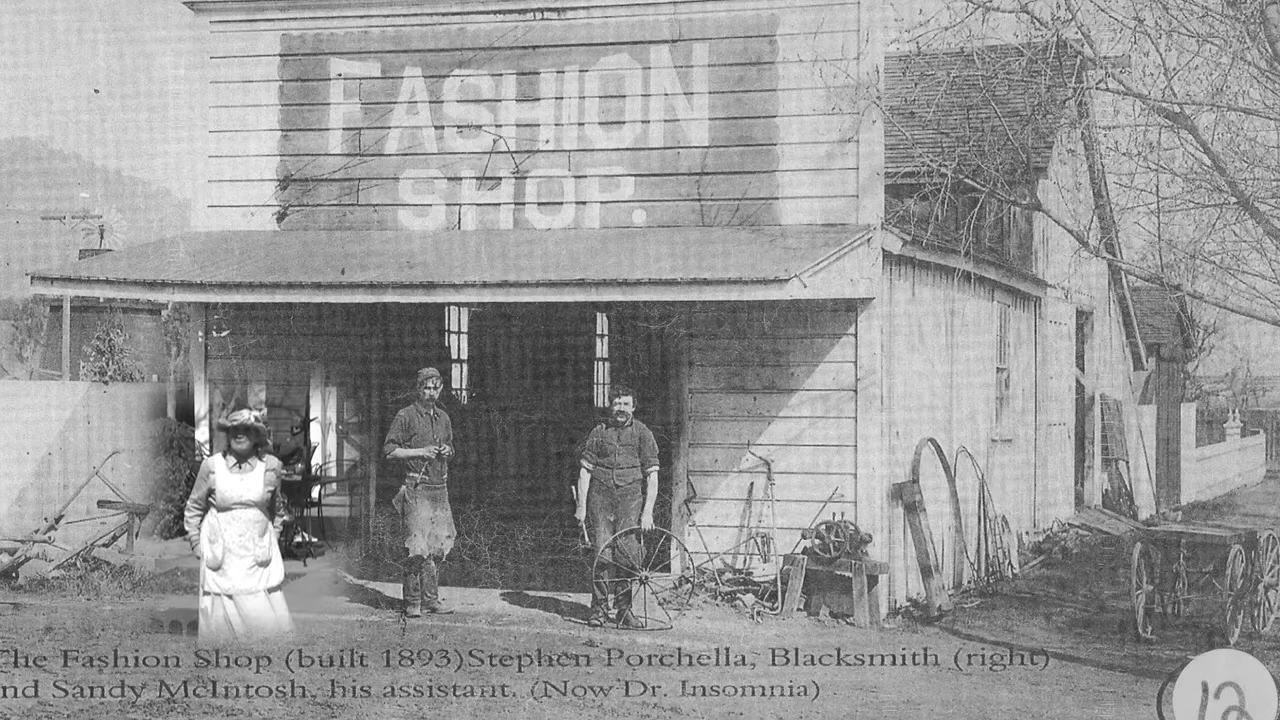 FASHION
SHOP.
The Fashion Shop (built 1893)Stephen Porchella, Blacksmith (right)
nd Sandy McIntosh, his assistant. (Now Dr. Insomnia)
12